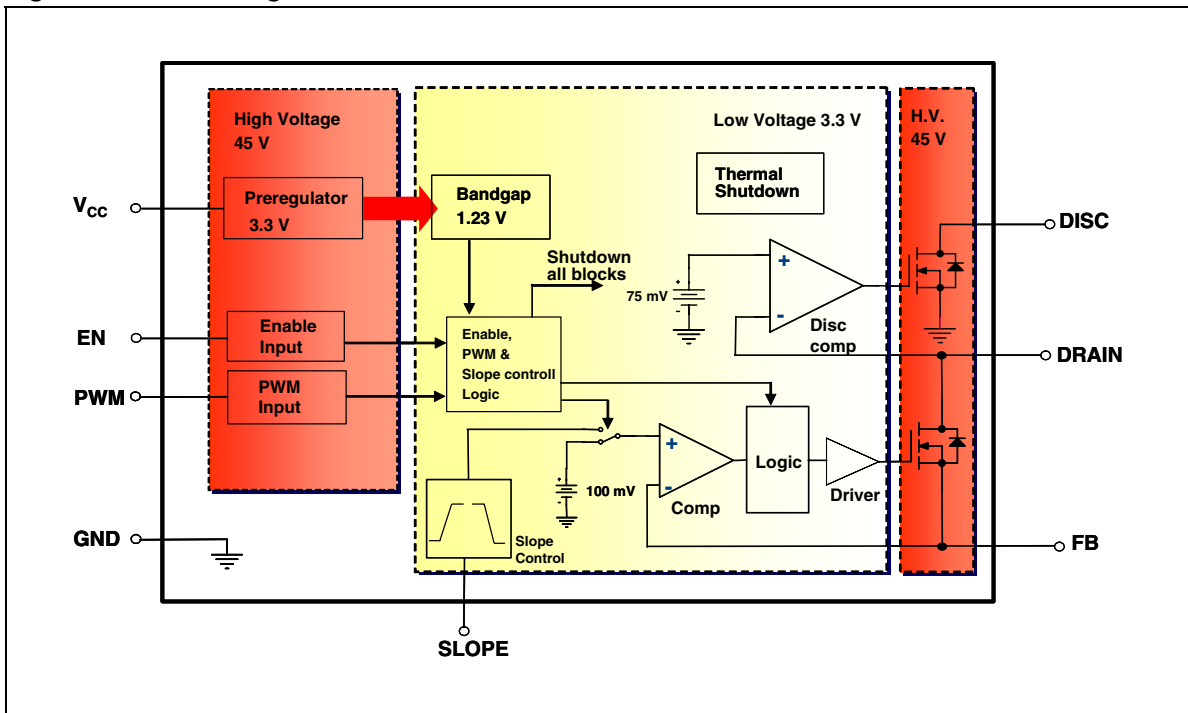 High Voltage
45 V
Low Voltage 3.3 V
H.V.
45 V
Thermal
Shutdown
VCC
Preregulator
3.3 V
Bandgap
1.23 V
DISC
Shutdown
all blocks
+
75 mV
-
+
-
Disc
comp
EN
Enable
Input
Enable,
PWM &
Slope controll
Logic
DRAIN
PWM
PWM
Input
+
-
100 mV
+
-
Comp
Logic
Driver
GND
Slope
Control
FB
SLOPE